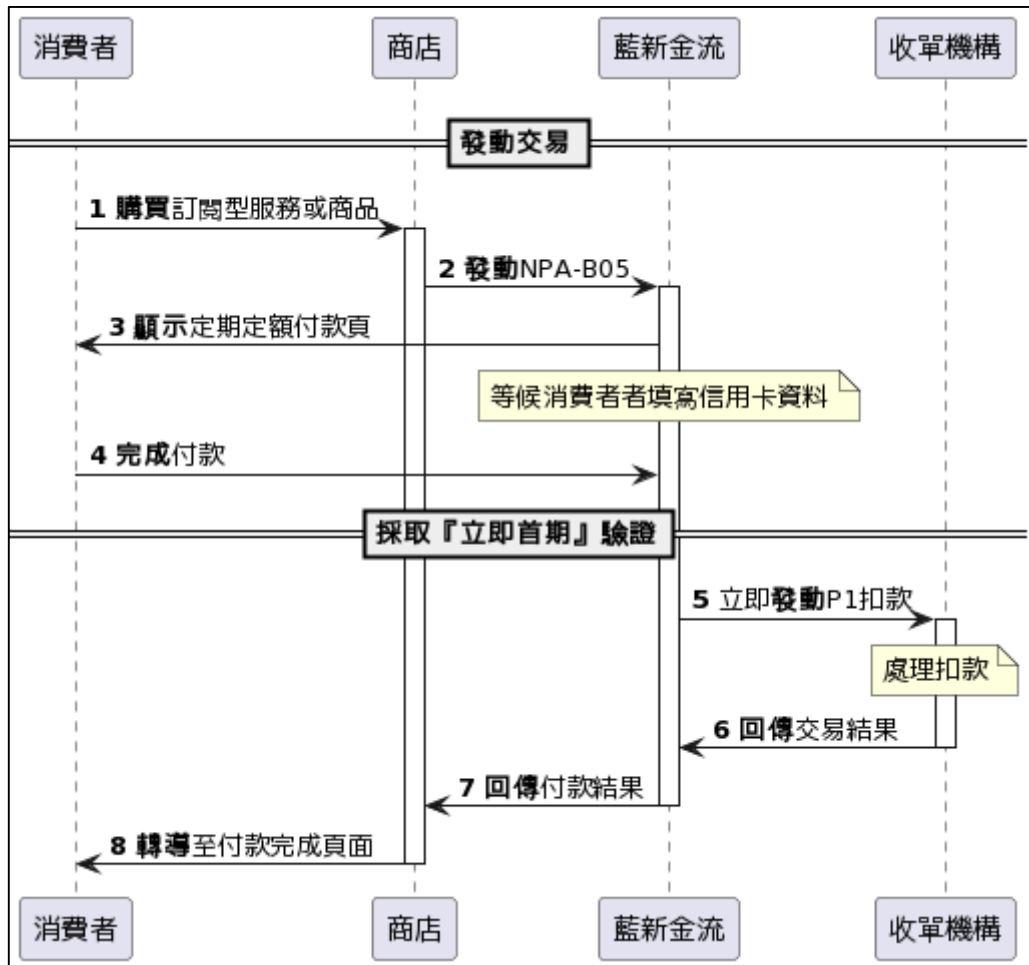 消費者 商店 藍新金流 收單機構
發動交易
1 購買訂閱型服務或商品
2 發動NPA-B05
3 顯示定期定額付款頁
等候消費者者填寫信用卡資料
4 完成付款
採取『立即首期』驗證
5 立即發動P1扣款
處理扣款
6 回傳交易結果
7 回傳付款結果
8 轉導至付款完成頁面
消費者 商店 藍新金流 收單機構